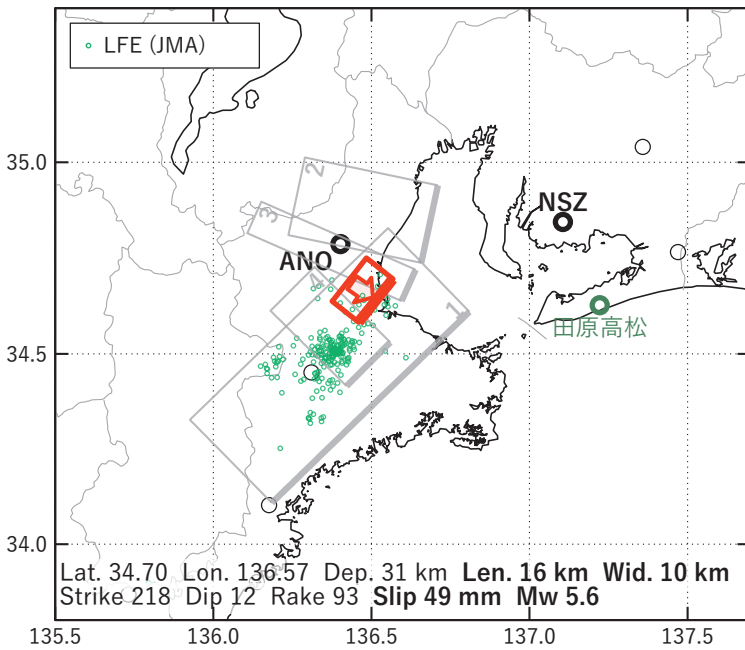 LFE (JMA)
35.0
34.5
34.0
2
3
4
1
NSZ
ANO
田原高松
Lat. 34.70 Lon. 136.57 Dep. 31 km Len. 16 km Wid. 10 km
Strike 218 Dip 12 Rake 93 Slip 49 mm Mw 5.6
135.5 136.0 136.5 137.0 137.5